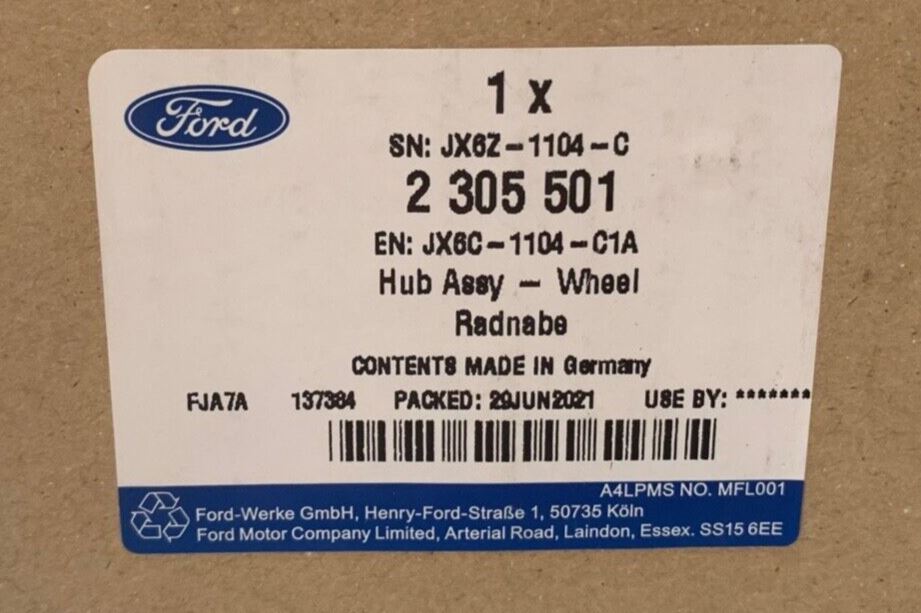 Ford
1 x
SN: JX6Z-1104-C
2 305 501
EN: JX6C-1104-C1A
Hub Assy - Wheel
Radnabe
CONTENTS MADE IN Germany
FJA7A 137384 PACKED: 29JUN2021 USE BY: *******
A4LPMS NO. MFL001
Ford-Werke GmbH, Henry-Ford-Straße 1, 50735 Köln
Ford Motor Company Limited, Arterial Road, Laindon, Essex. SS15 6EE